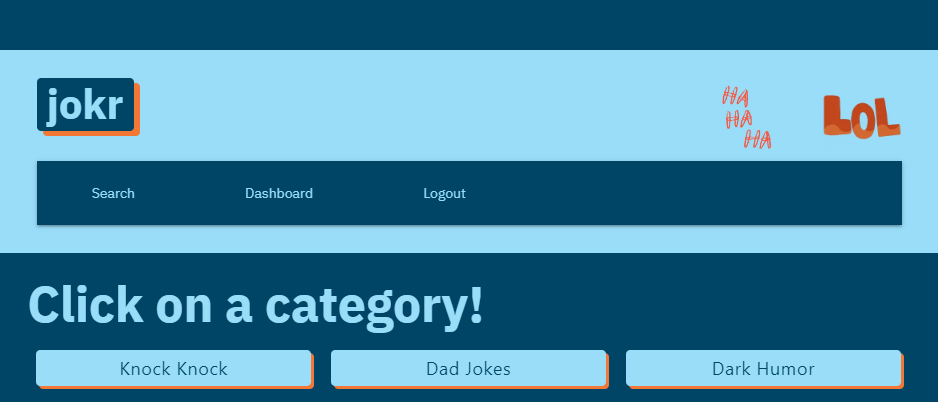 jokr
HA
HA
HA
LOL
Search Dashboard Logout
Click on a category!
Knock Knock Dad Jokes Dark Humor